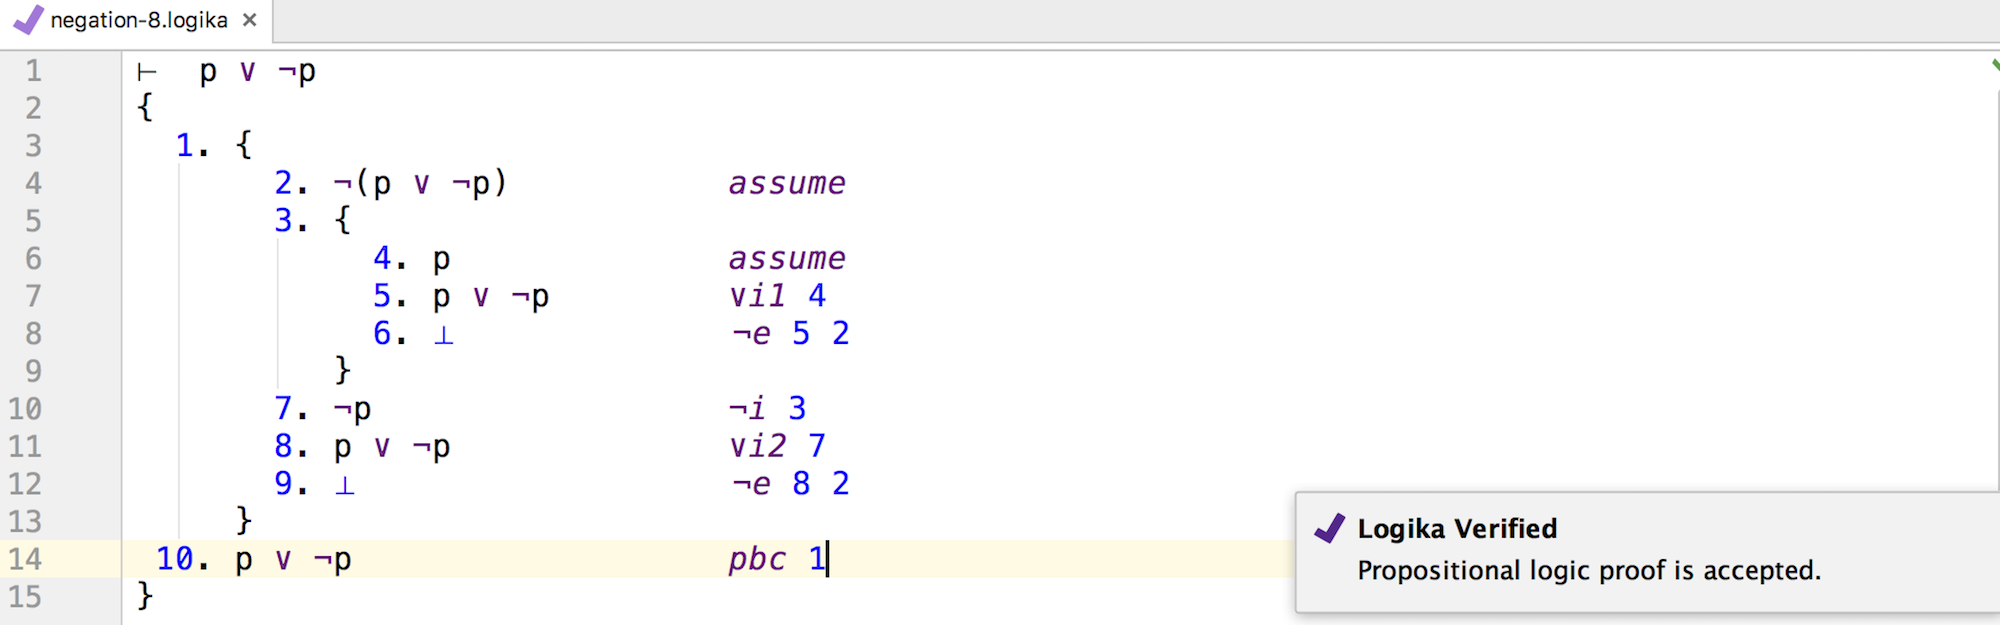 negation-8.logika ×
1 ⊢ p ∨ ¬p
2 {
3 1. {
4 2. ¬(p ∨ ¬p) assume
5 3. {
6 4. p assume
7 5. p ∨ ¬p ∨i1 4
8 6. ⊥ ¬e 5 2
9 }
10 7. ¬p ¬i 3
11 8. p ∨ ¬p ∨i2 7
12 9. ⊥ ¬e 8 2
13 }
14 10. p ∨ ¬p pbc 1
15 }
Logika Verified
Propositional logic proof is accepted.